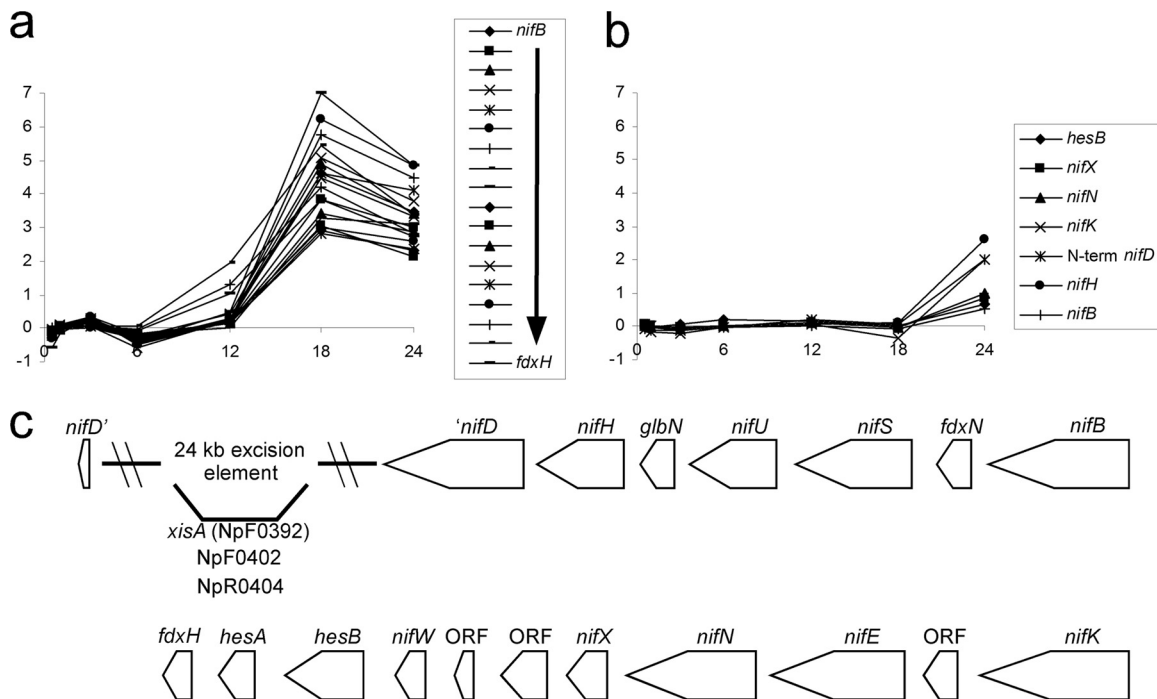 a
nifB
fdxH
7
6
5
4
3
2
1
0
-1
0
6
12
18
24
b
7
6
5
4
3
2
1
0
-1
0
6
12
18
24
hesB
nifX
nifN
nifK
N-term nifD
nifH
nifB
c
nifD’ 24 kb excision element ‘nifD nifH glbN nifU nifS fdxN nifB
xisA (NpF0392)
NpF0402
NpR0404
fdxH hesA hesB nifW ORF ORF nifX nifN nifE ORF nifK